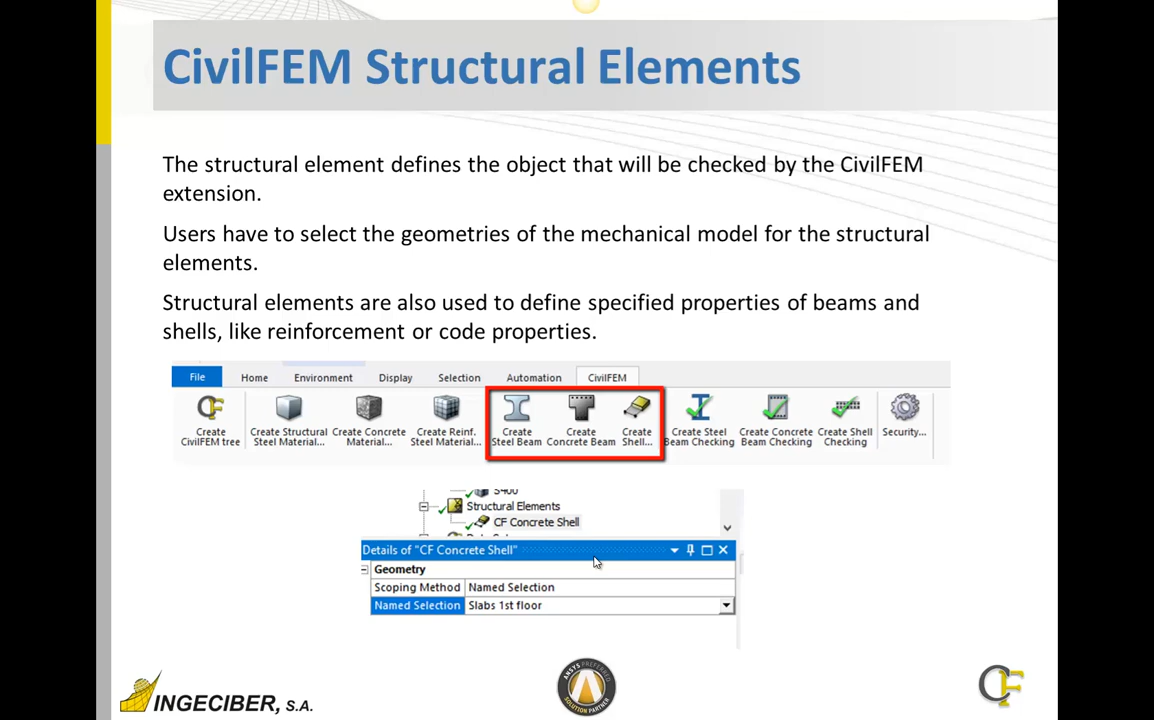 CivilFEM Structural Elements
The structural element defines the object that will be checked by the CivilFEM
extension.
Users have to select the geometries of the mechanical model for the structural
elements.
Structural elements are also used to define specified properties of beams and
shells, like reinforcement or code properties.
File Home Environment Display Selection Automation CivilFEM
Create Create Structural Create Concrete Create Reinf. Create Create Create Create Steel Create Concrete Create Shell Security...
CivilFEM tree Steel Material... Material... Steel Material... Steel Beam Concrete Beam Shell... Beam Checking Beam Checking Checking
S400
Structural Elements
CF Concrete Shell
Details of "CF Concrete Shell"
Geometry
Scoping Method Named Selection
Named Selection Slabs 1st floor
INGECIBER, S.A.
ANSYS PREFERRED
SOLUTION PARTNER
CF